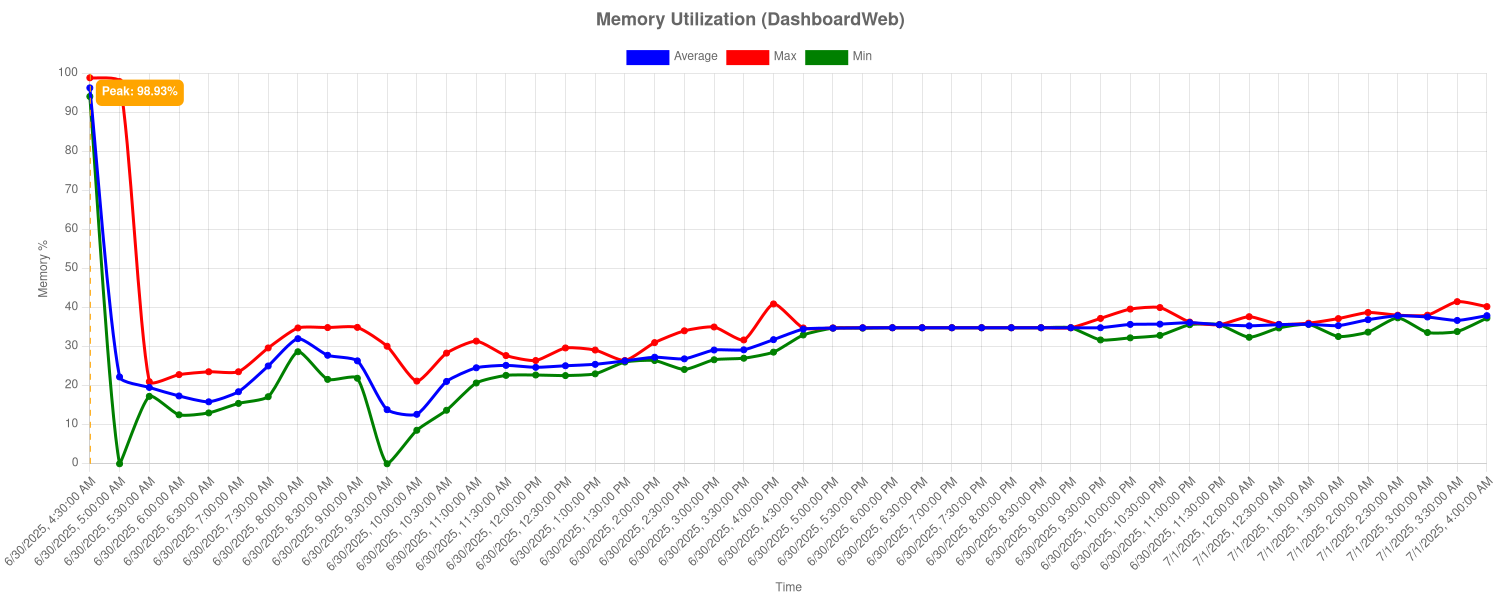 Memory Utilization (DashboardWeb)
Average Max Min
Peak: 98.93%
100
90
80
70
60
50
40
30
20
10
0
Memory %
6/30/2025, 4:30:00 AM
6/30/2025, 5:00:00 AM
6/30/2025, 5:30:00 AM
6/30/2025, 6:00:00 AM
6/30/2025, 6:30:00 AM
6/30/2025, 7:00:00 AM
6/30/2025, 7:30:00 AM
6/30/2025, 8:00:00 AM
6/30/2025, 8:30:00 AM
6/30/2025, 9:00:00 AM
6/30/2025, 9:30:00 AM
6/30/2025, 10:00:00 AM
6/30/2025, 10:30:00 AM
6/30/2025, 11:00:00 AM
6/30/2025, 11:30:00 AM
6/30/2025, 12:00:00 PM
6/30/2025, 12:30:00 PM
6/30/2025, 1:00:00 PM
6/30/2025, 1:30:00 PM
6/30/2025, 2:00:00 PM
6/30/2025, 2:30:00 PM
6/30/2025, 3:00:00 PM
6/30/2025, 3:30:00 PM
6/30/2025, 4:00:00 PM
6/30/2025, 4:30:00 PM
6/30/2025, 5:00:00 PM
6/30/2025, 5:30:00 PM
6/30/2025, 6:00:00 PM
6/30/2025, 6:30:00 PM
6/30/2025, 7:00:00 PM
6/30/2025, 7:30:00 PM
6/30/2025, 8:00:00 PM
6/30/2025, 8:30:00 PM
6/30/2025, 9:00:00 PM
6/30/2025, 9:30:00 PM
6/30/2025, 10:00:00 PM
6/30/2025, 10:30:00 PM
6/30/2025, 11:00:00 PM
6/30/2025, 11:30:00 PM
7/1/2025, 12:00:00 AM
7/1/2025, 12:30:00 AM
7/1/2025, 1:00:00 AM
7/1/2025, 1:30:00 AM
7/1/2025, 2:00:00 AM
7/1/2025, 2:30:00 AM
7/1/2025, 3:00:00 AM
7/1/2025, 3:30:00 AM
7/1/2025, 4:00:00 AM
Time